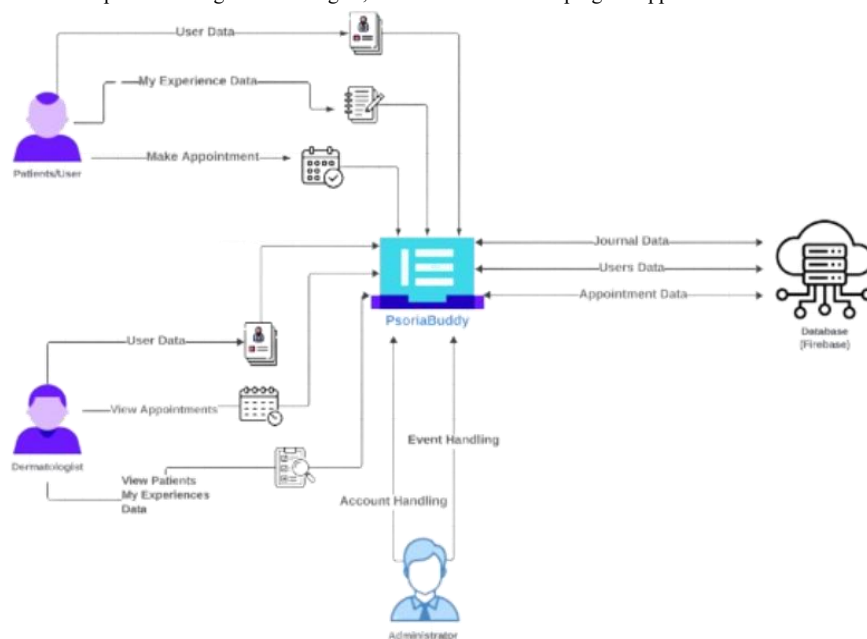 User Data
My Experience Data
Make Appointment
Patients/User
Journal Data
Users Data
Appointment Data
PsoriaBuddy
Database
(Firebase)
User Data
View Appointments
Dermatologist
View Patients
My Experiences
Data
Event Handling
Account Handling
Administrator